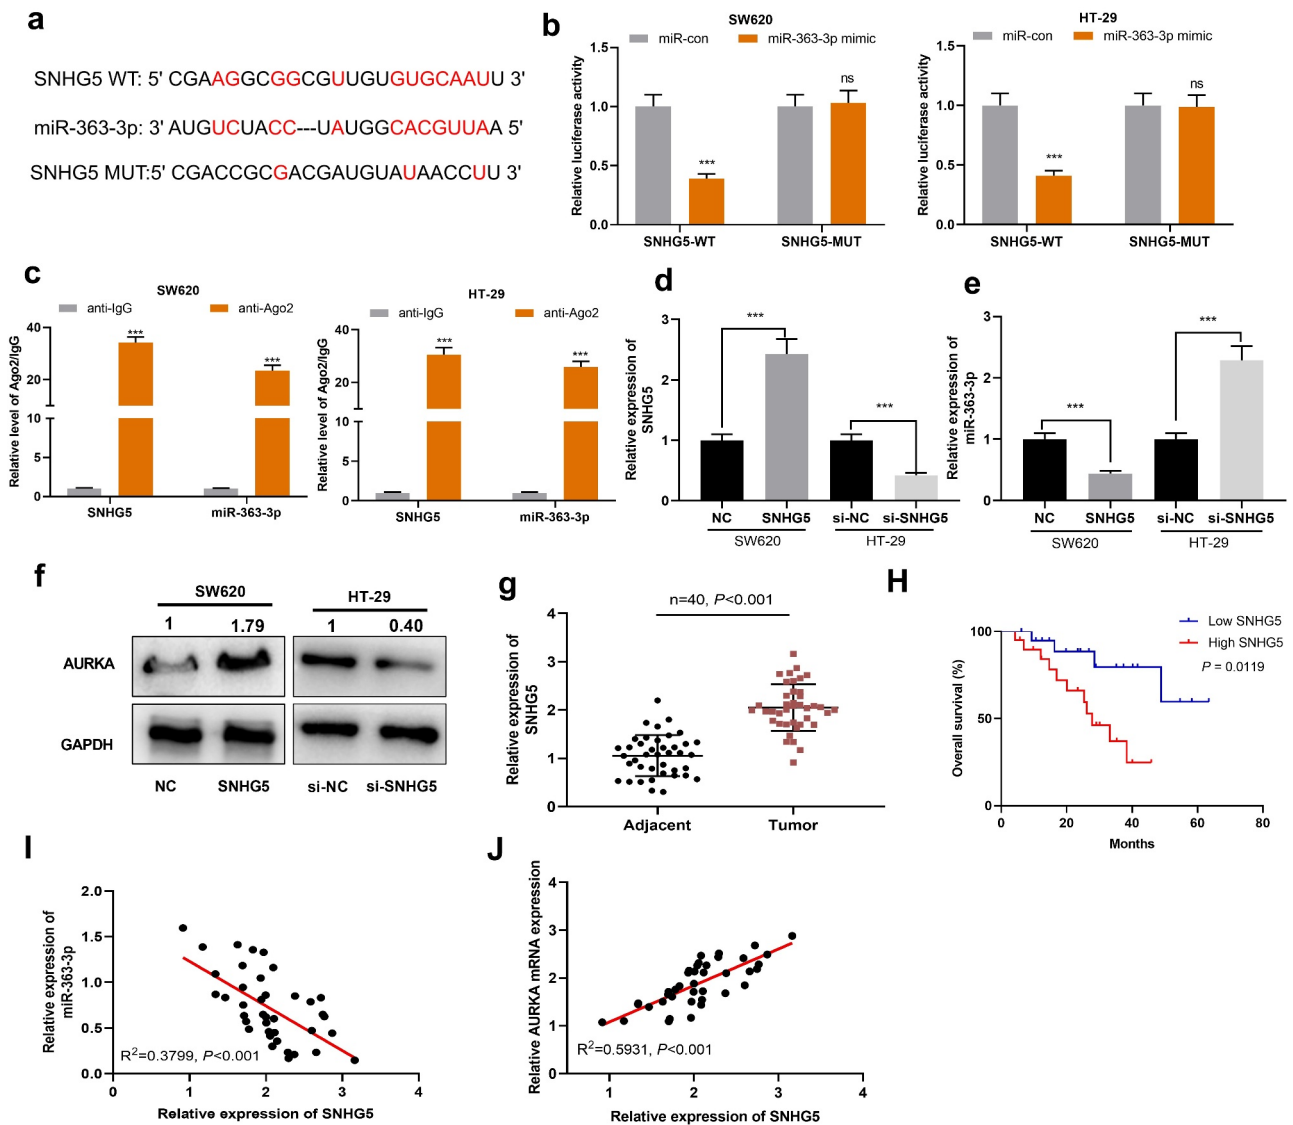 a
SNHG5 WT: 5' CGAAGGCGGCGUUGUGUGCAAUU 3'
miR-363-3p: 3' AUGUCUACC---UAUGGCACGUUAA 5'
SNHG5 MUT:5' CGACCGCGACGAUGUAUAACCUU 3'
b
SW620
miR-con
miR-363-3p mimic
Relative luciferase activity
1.5
1.0
0.5
0.0
***
ns
SNHG5-WT
SNHG5-MUT
HT-29
miR-con
miR-363-3p mimic
Relative luciferase activity
1.5
1.0
0.5
0.0
***
ns
SNHG5-WT
SNHG5-MUT
c
SW620
anti-IgG
anti-Ago2
Relative level of Ago2/IgG
40
20
10
5
0
***
***
SNHG5
miR-363-3p
HT-29
anti-IgG
anti-Ago2
Relative level of Ago2/IgG
40
20
10
5
0
***
***
SNHG5
miR-363-3p
d
Relative expression of
SNHG5
3
2
1
0
***
***
NC
SNHG5
si-NC
si-SNHG5
SW620
HT-29
e
Relative expression of
miR-363-3p
3
2
1
0
***
***
NC
SNHG5
si-NC
si-SNHG5
SW620
HT-29
f
SW620
HT-29
1
1.79
1
0.40
AURKA
GAPDH
NC
SNHG5
si-NC
si-SNHG5
g
n=40, P<0.001
Relative expression of
SNHG5
4
3
2
1
0
Adjacent
Tumor
H
Low SNHG5
High SNHG5
P = 0.0119
Overall survival (%)
100
50
0
0
20
40
60
80
Months
I
Relative expression of
miR-363-3p
2.0
1.5
1.0
0.5
0.0
R2=0.3799, P<0.001
0
1
2
3
4
Relative expression of SNHG5
J
Relative AURKA mRNA expression
4
3
2
1
0
R2=0.5931, P<0.001
1
2
3
4
Relative expression of SNHG5